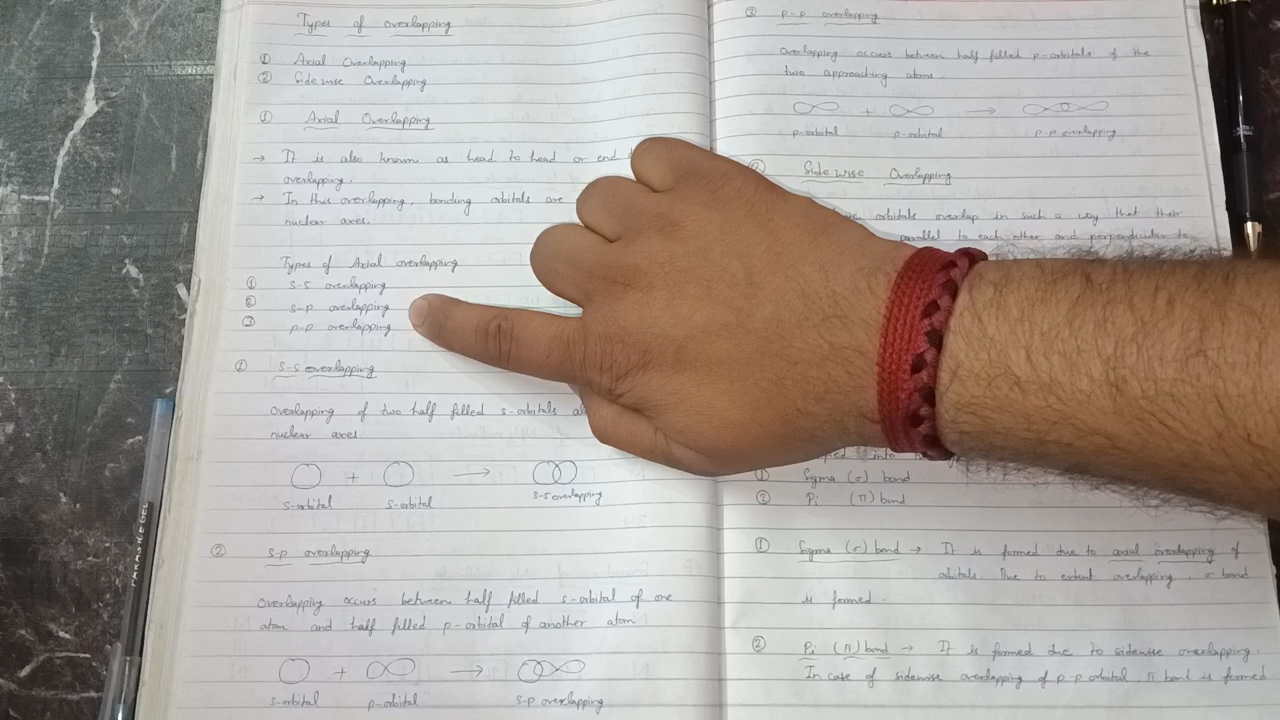 Types of overlapping
① Axial Overlapping
② Sidewise Overlapping
① Axial Overlapping
→ It is also known as head to head or end
overlapping.
→ In this overlapping, bonding orbitals are
nuclear axes.
Types of Axial overlapping
① s-s overlapping
② s-p overlapping
③ p-p overlapping
① s-s overlapping
Overlapping of two half filled s-orbitals
nuclear axes
+ →
s-orbital s-orbital s-s overlapping
② s-p overlapping
Overlapping occurs between half filled s-orbital of one
atom and half filled p-orbital of another atom
+ →
s-orbital p-orbital s-p overlapping
③ p-p overlapping
Overlapping occurs between half filled p-orbitals of the
two approaching atoms.
+ →
p-orbital p-orbital p-p overlapping
② Sidewise Overlapping
orbitals overlap in such a way that their
parallel to each other and perpendicular to
into
① Sigma (σ) bond
② Pi (π) bond
① Sigma (σ) bond → It is formed due to axial overlapping of
orbitals. Due to extent overlapping, σ bond
is formed.
② Pi (π) bond → It is formed due to sidewise overlapping.
In case of sidewise overlapping of p-p orbital, π bond is formed